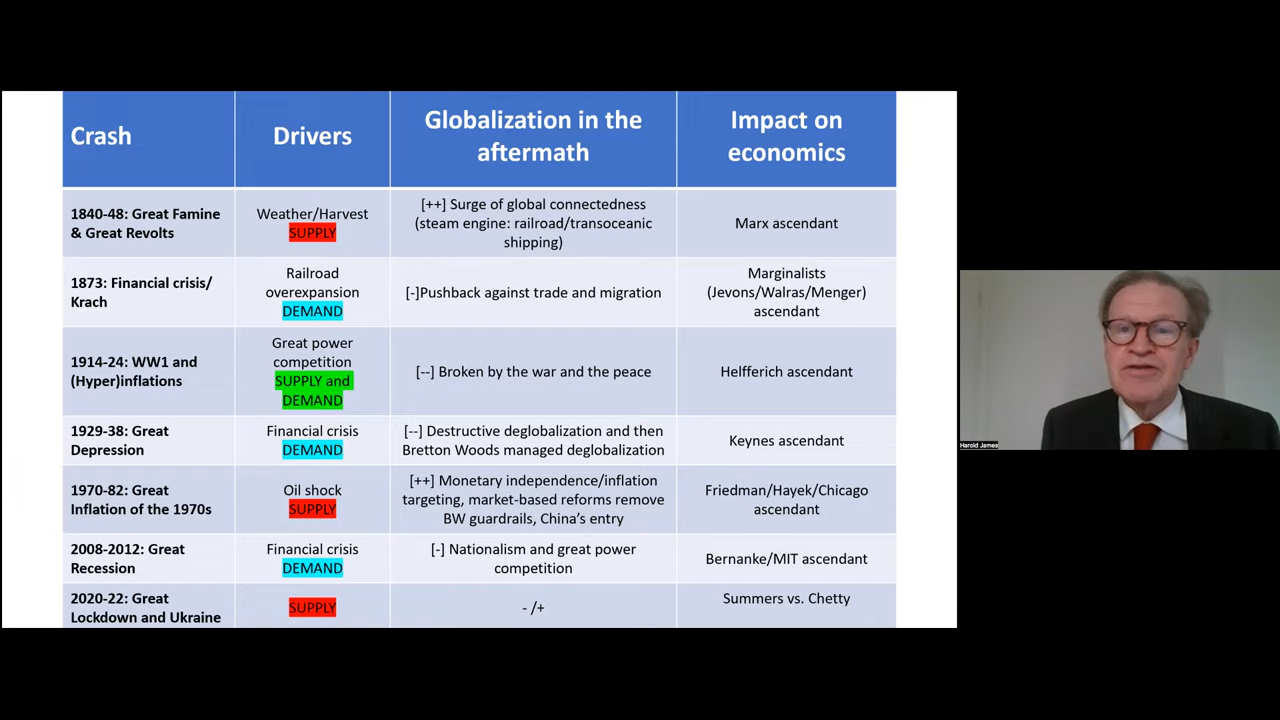 Crash
Drivers
Globalization in the
aftermath
Impact on
economics
1840-48: Great Famine
& Great Revolts
Weather/Harvest
SUPPLY
[++] Surge of global connectedness
(steam engine: railroad/transoceanic
shipping)
Marx ascendant
1873: Financial crisis/
Krach
Railroad
overexpansion
DEMAND
[-]Pushback against trade and migration
Marginalists
(Jevons/Walras/Menger)
ascendant
1914-24: WW1 and
(Hyper)inflations
Great power
competition
SUPPLY and
DEMAND
[--] Broken by the war and the peace
Helfferich ascendant
1929-38: Great
Depression
Financial crisis
DEMAND
[--] Destructive deglobalization and then
Bretton Woods managed deglobalization
Keynes ascendant
1970-82: Great
Inflation of the 1970s
Oil shock
SUPPLY
[++] Monetary independence/inflation
targeting, market-based reforms remove
BW guardrails, China’s entry
Friedman/Hayek/Chicago
ascendant
2008-2012: Great
Recession
Financial crisis
DEMAND
[-] Nationalism and great power
competition
Bernanke/MIT ascendant
2020-22: Great
Lockdown and Ukraine
SUPPLY
- /+
Summers vs. Chetty
Harold James